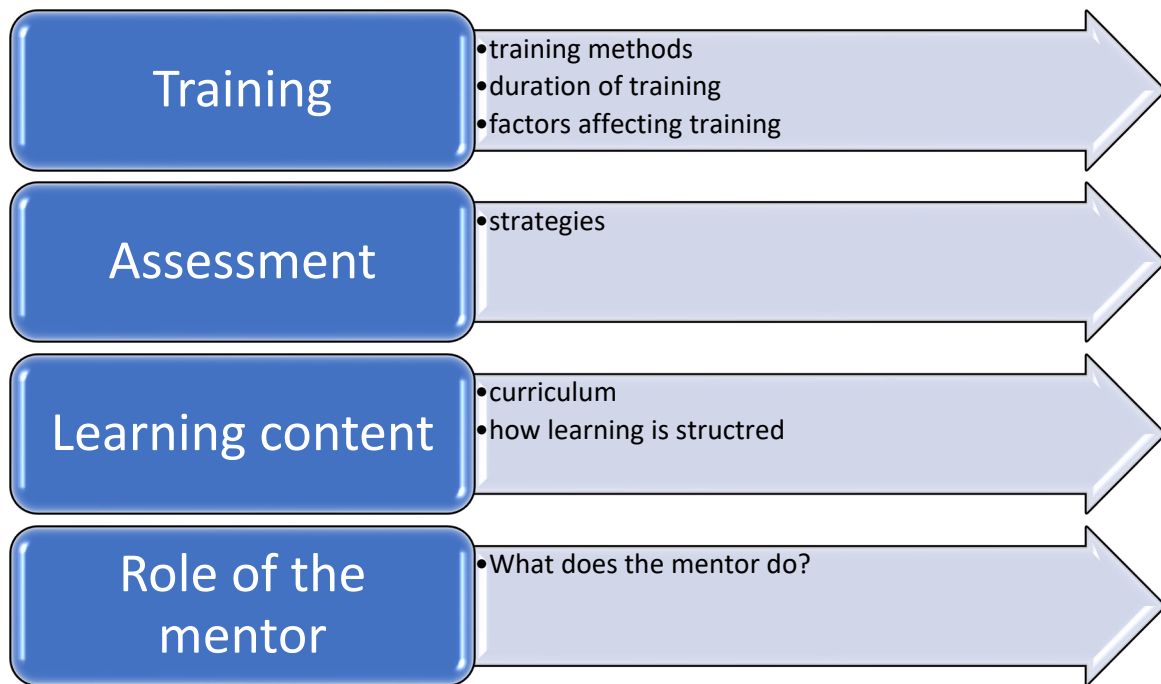 Training
•training methods
•duration of training
•factors affecting training
Assessment
•strategies
Learning content
•curriculum
•how learning is structred
Role of the
mentor
•What does the mentor do?